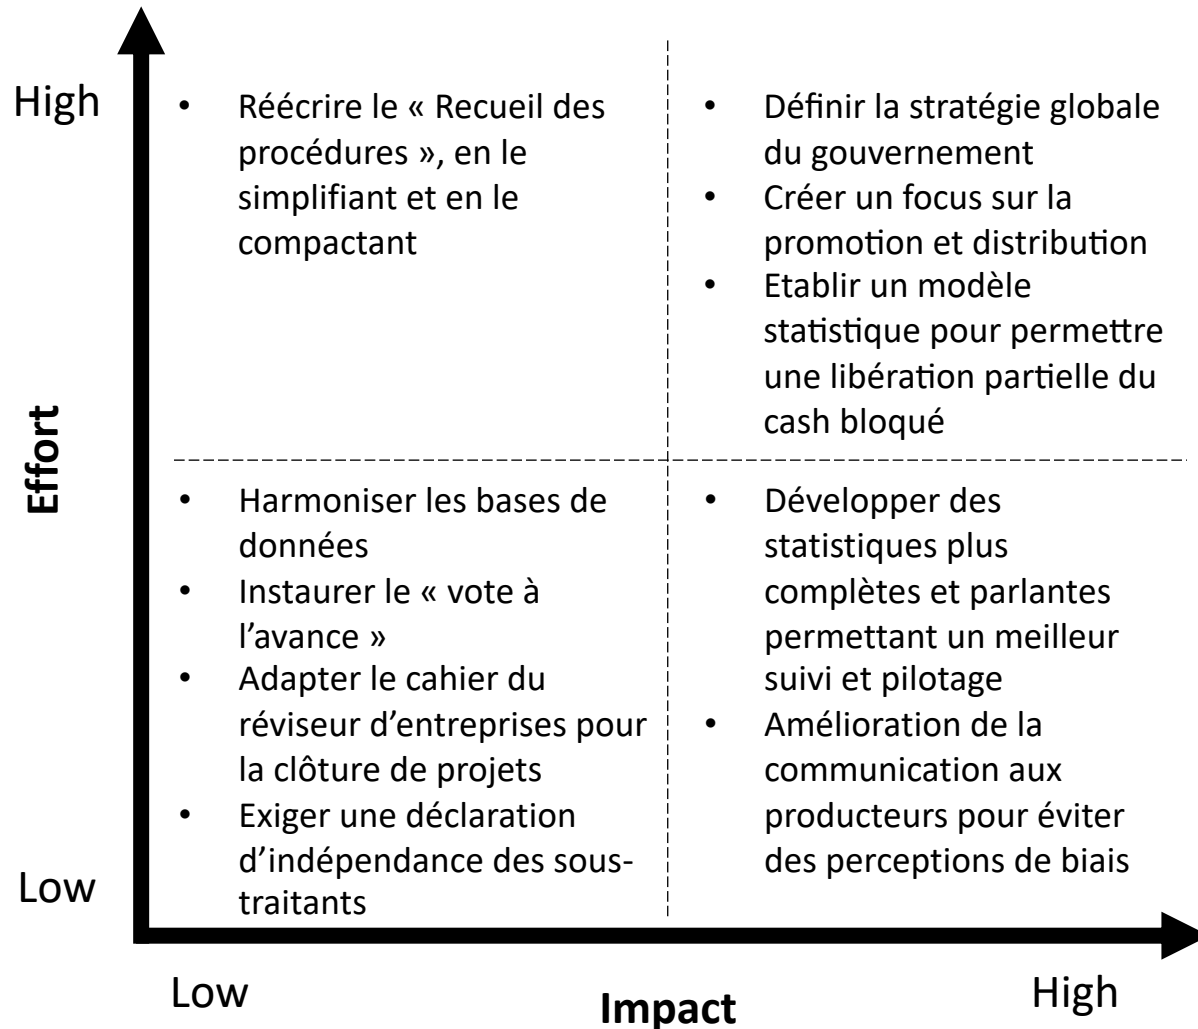 High
• Réécrire le « Recueil des
procédures », en le
simplifiant et en le
compactant
• Définir la stratégie globale
du gouvernement
• Créer un focus sur la
promotion et distribution
• Etablir un modèle
statistique pour permettre
une libération partielle du
cash bloqué
Effort
• Harmoniser les bases de
données
• Instaurer le « vote à
l’avance »
• Adapter le cahier du
réviseur d’entreprises pour
la clôture de projets
• Exiger une déclaration
d’indépendance des sous-
traitants
• Développer des
statistiques plus
complètes et parlantes
permettant un meilleur
suivi et pilotage
• Amélioration de la
communication aux
producteurs pour éviter
des perceptions de biais
Low
Low
Impact
High